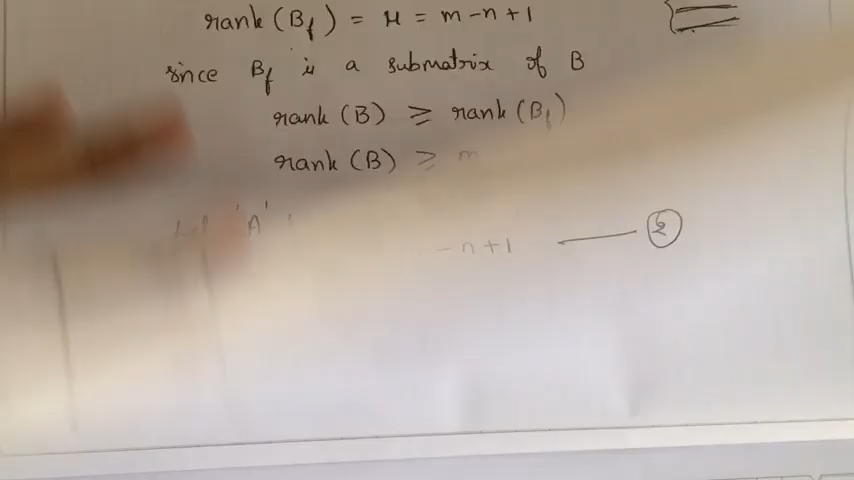 rank (Bf) = μ = m - n + 1
since Bf is a submatrix of B
rank (B) ≥ rank (Bf)
rank (B) ≥ m
'A'
- n + 1 —— 2